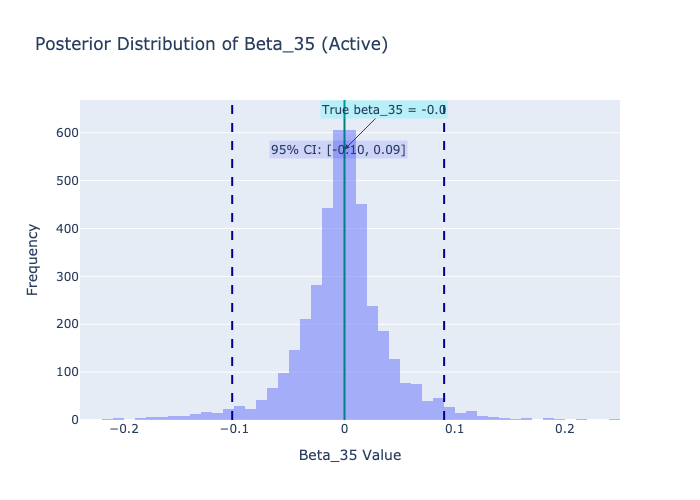 Posterior Distribution of Beta_35 (Active)
True beta_35 = -0.0
95% CI: [-0.10, 0.09]
600
500
400
300
200
100
0
Frequency
−0.2
−0.1
0
0.1
0.2
Beta_35 Value